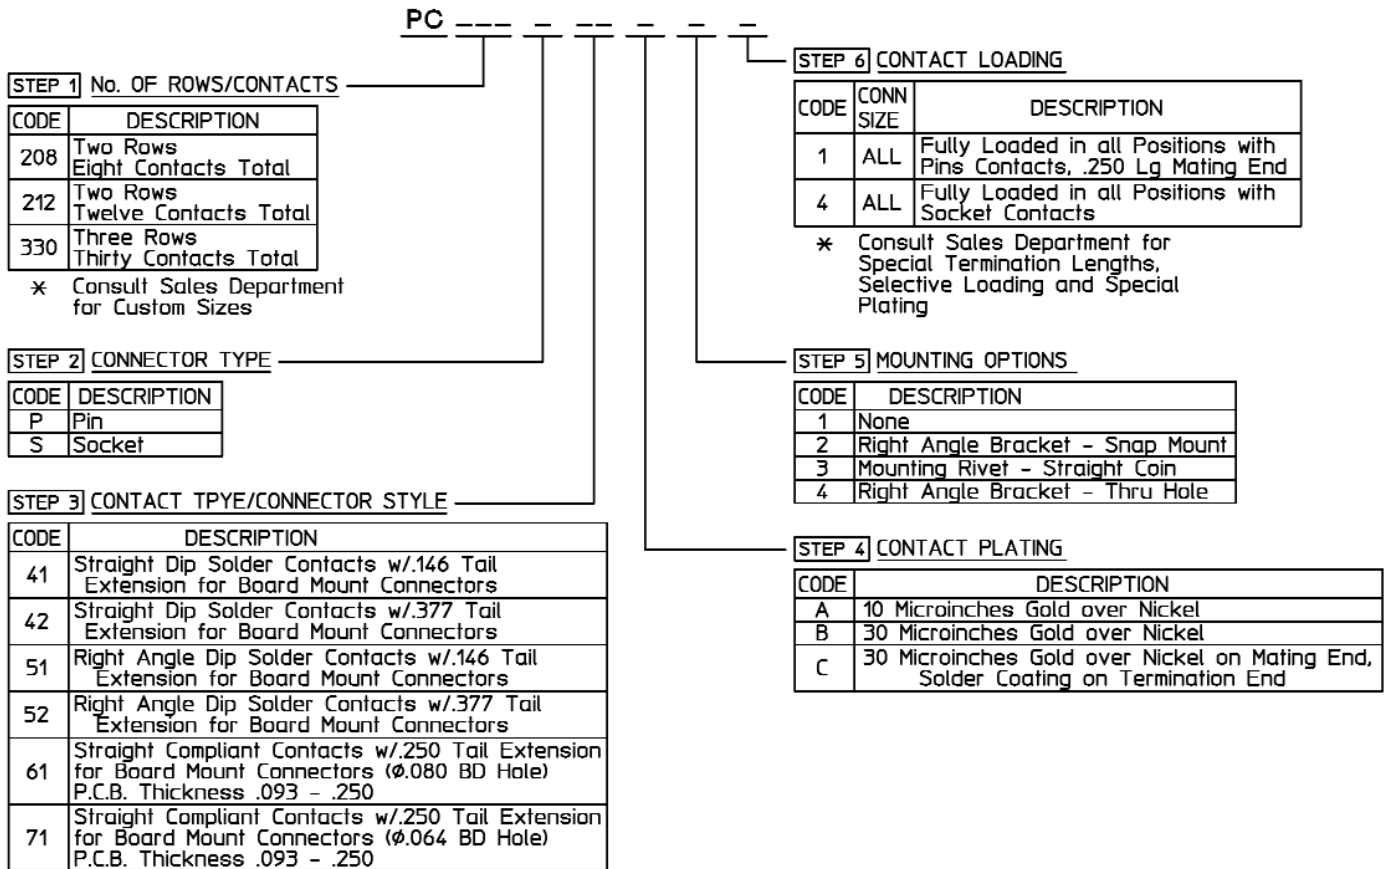 PC --- - -- - - -
STEP 1 No. OF ROWS/CONTACTS
CODE DESCRIPTION
208 Two Rows
Eight Contacts Total
212 Two Rows
Twelve Contacts Total
330 Three Rows
Thirty Contacts Total
* Consult Sales Department
for Custom Sizes
STEP 2 CONNECTOR TYPE
CODE DESCRIPTION
P Pin
S Socket
STEP 3 CONTACT TPYE/CONNECTOR STYLE
CODE DESCRIPTION
41 Straight Dip Solder Contacts w/.146 Tail
Extension for Board Mount Connectors
42 Straight Dip Solder Contacts w/.377 Tail
Extension for Board Mount Connectors
51 Right Angle Dip Solder Contacts w/.146 Tail
Extension for Board Mount Connectors
52 Right Angle Dip Solder Contacts w/.377 Tail
Extension for Board Mount Connectors
61 Straight Compliant Contacts w/.250 Tail Extension
for Board Mount Connectors (Ø.080 BD Hole)
P.C.B. Thickness .093 - .250
71 Straight Compliant Contacts w/.250 Tail Extension
for Board Mount Connectors (Ø.064 BD Hole)
P.C.B. Thickness .093 - .250
STEP 6 CONTACT LOADING
CODE CONN SIZE DESCRIPTION
1 ALL Fully Loaded in all Positions with
Pins Contacts, .250 Lg Mating End
4 ALL Fully Loaded in all Positions with
Socket Contacts
* Consult Sales Department for
Special Termination Lengths,
Selective Loading and Special
Plating
STEP 5 MOUNTING OPTIONS
CODE DESCRIPTION
1 None
2 Right Angle Bracket - Snap Mount
3 Mounting Rivet - Straight Coin
4 Right Angle Bracket - Thru Hole
STEP 4 CONTACT PLATING
CODE DESCRIPTION
A 10 Microinches Gold over Nickel
B 30 Microinches Gold over Nickel
C 30 Microinches Gold over Nickel on Mating End,
Solder Coating on Termination End